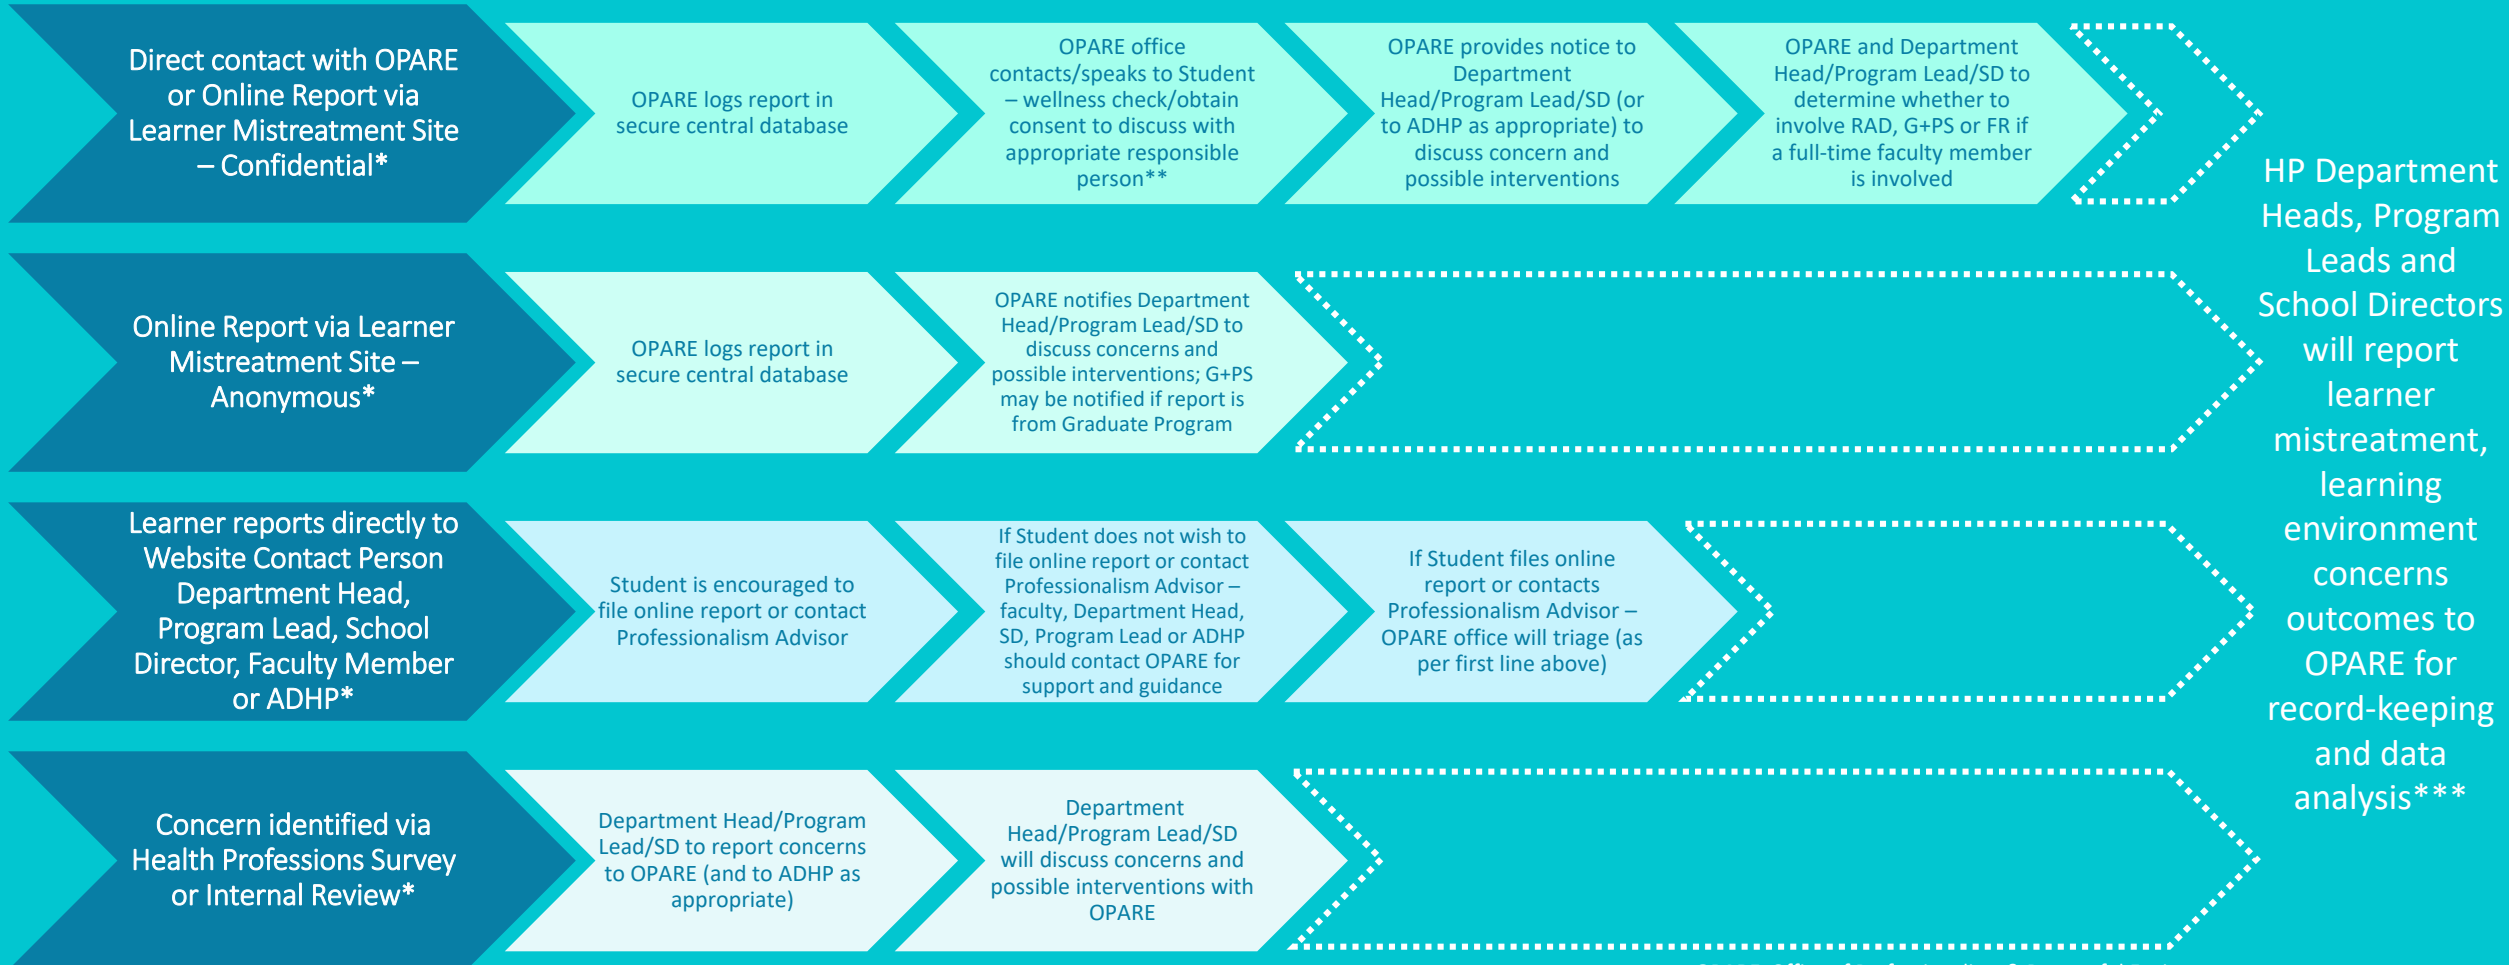 Direct contact with OPARE
or Online Report via
Learner Mistreatment Site
– Confidential*
OPARE logs report in
secure central database
OPARE office
contacts/speaks to Student
– wellness check/obtain
consent to discuss with
appropriate responsible
person**
OPARE provides notice to
Department
Head/Program Lead/SD (or
to ADHP as appropriate) to
discuss concern and
possible interventions
OPARE and Department
Head/Program Lead/SD to
determine whether to
involve RAD, G+PS or FR if
a full-time faculty member
is involved
Online Report via Learner
Mistreatment Site –
Anonymous*
OPARE logs report in
secure central database
OPARE notifies Department
Head/Program Lead/SD to
discuss concerns and
possible interventions; G+PS
may be notified if report is
from Graduate Program
Learner reports directly to
Website Contact Person
Department Head,
Program Lead, School
Director, Faculty Member
or ADHP*
Student is encouraged to
file online report or contact
Professionalism Advisor
If Student does not wish to
file online report or contact
Professionalism Advisor –
faculty, Department Head,
SD, Program Lead or ADHP
should contact OPARE for
support and guidance
If Student files online
report or contacts
Professionalism Advisor –
OPARE office will triage (as
per first line above)
Concern identified via
Health Professions Survey
or Internal Review*
Department Head/Program
Lead/SD to report concerns
to OPARE (and to ADHP as
appropriate)
Department
Head/Program Lead/SD
will discuss concerns and
possible interventions with
OPARE
HP Department
Heads, Program
Leads and
School Directors
will report
learner
mistreatment,
learning
environment
concerns
outcomes to
OPARE for
record-keeping
and data
analysis***